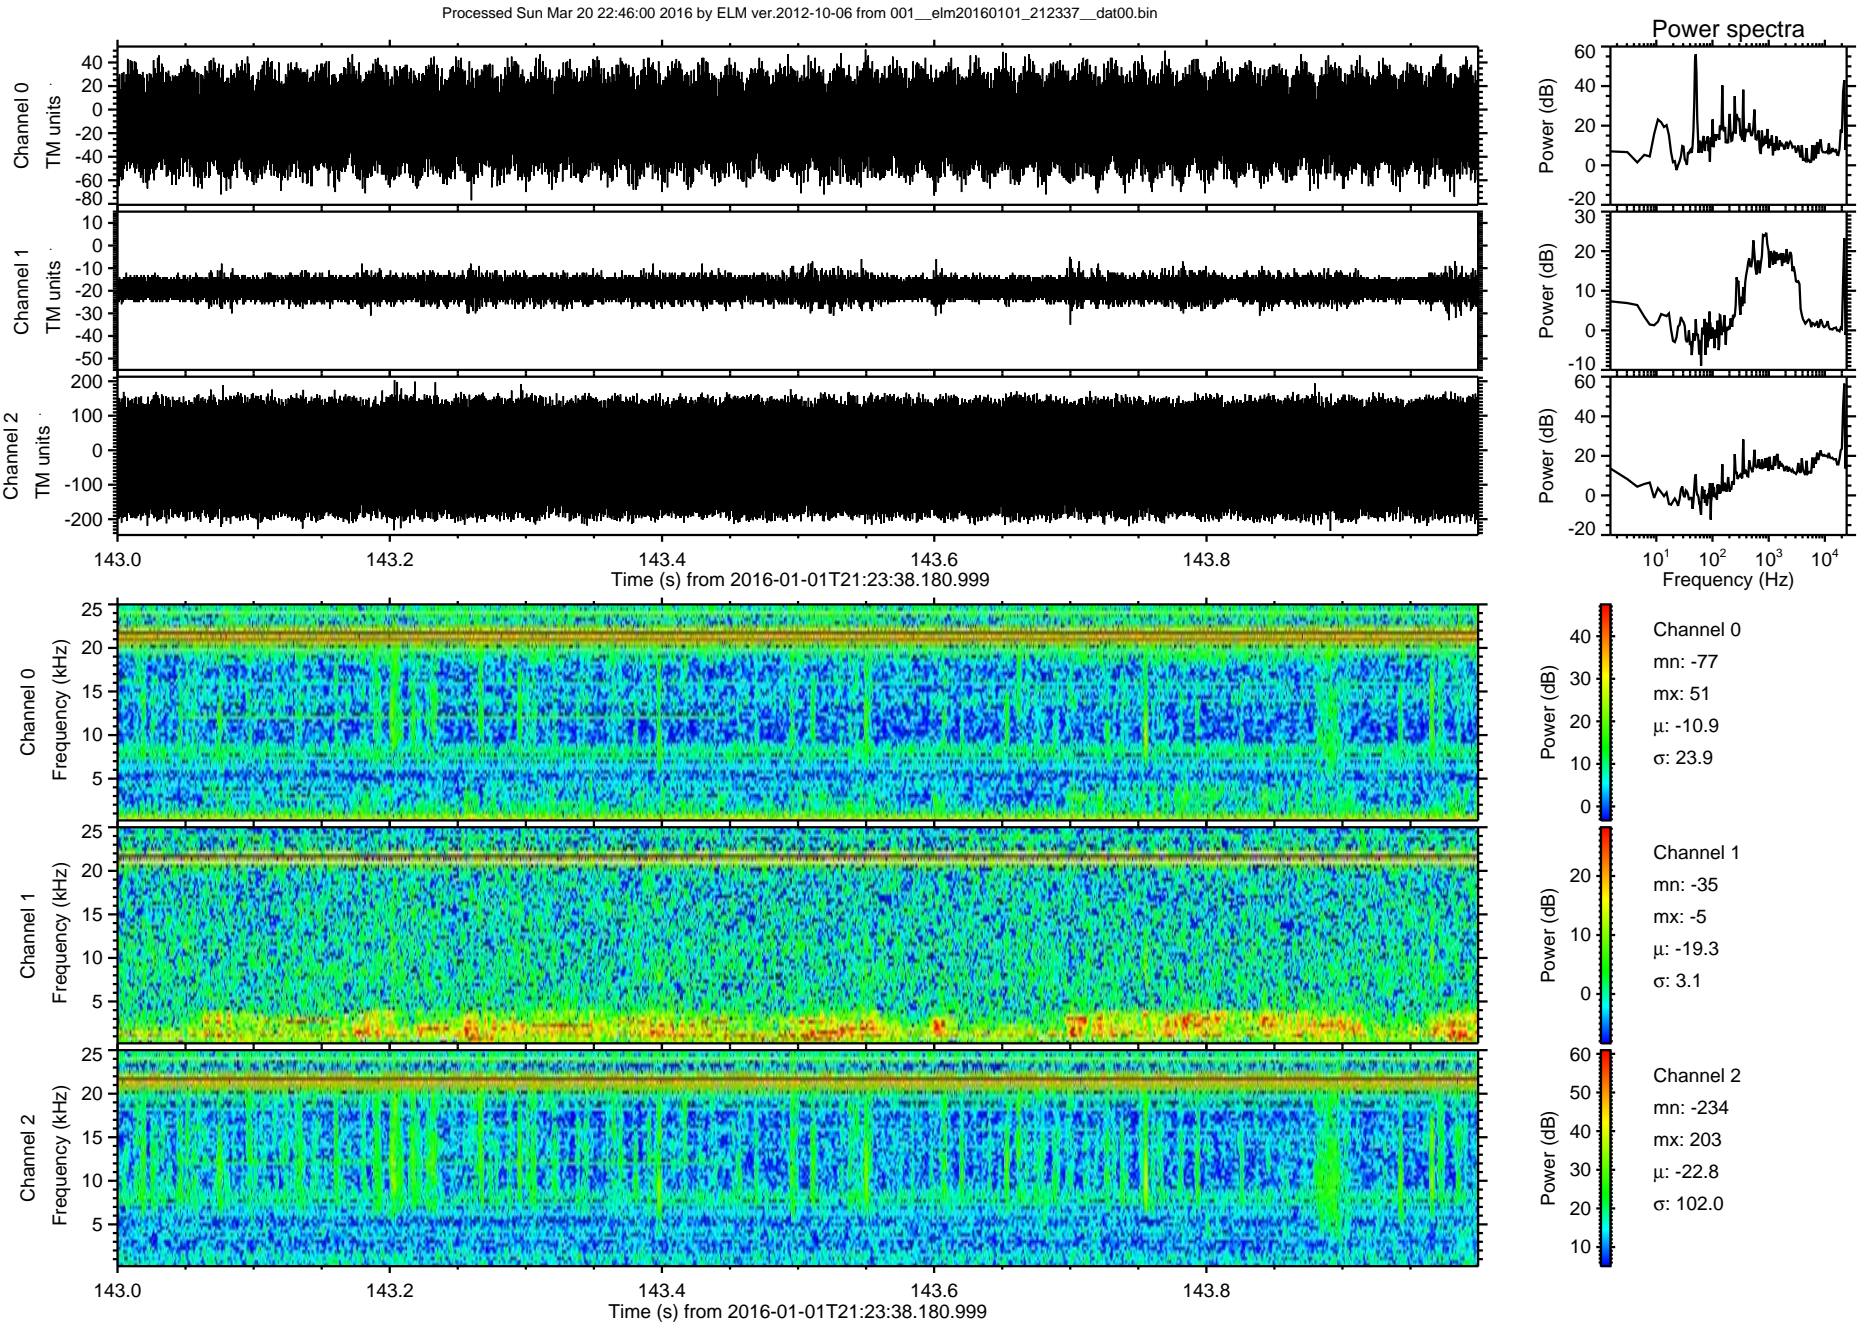 Processed Sun Mar 20 22:46:00 2016 by ELM ver.2012-10-06 from 001__elm20160101_212337__dat00.bin
Power spectra
Channel 0
TM units
40
20
0
-20
-40
-60
-80
Power (dB)
60
40
20
0
-20
Channel 1
TM units
10
0
-10
-20
-30
-40
-50
Power (dB)
30
20
10
0
-10
Channel 2
TM units
200
100
0
-100
-200
Power (dB)
60
40
20
0
-20
143.0 143.2 143.4 143.6 143.8
Time (s) from 2016-01-01T21:23:38.180.999
10^1 10^2 10^3 10^4
Frequency (Hz)
Channel 0
Frequency (kHz)
25
20
15
10
5
Power (dB)
40
30
20
10
0
Channel 0
mn: -77
mx: 51
μ: -10.9
σ: 23.9
Channel 1
Frequency (kHz)
25
20
15
10
5
Power (dB)
20
10
0
Channel 1
mn: -35
mx: -5
μ: -19.3
σ: 3.1
Channel 2
Frequency (kHz)
25
20
15
10
5
Power (dB)
60
50
40
30
20
10
Channel 2
mn: -234
mx: 203
μ: -22.8
σ: 102.0
143.0 143.2 143.4 143.6 143.8
Time (s) from 2016-01-01T21:23:38.180.999